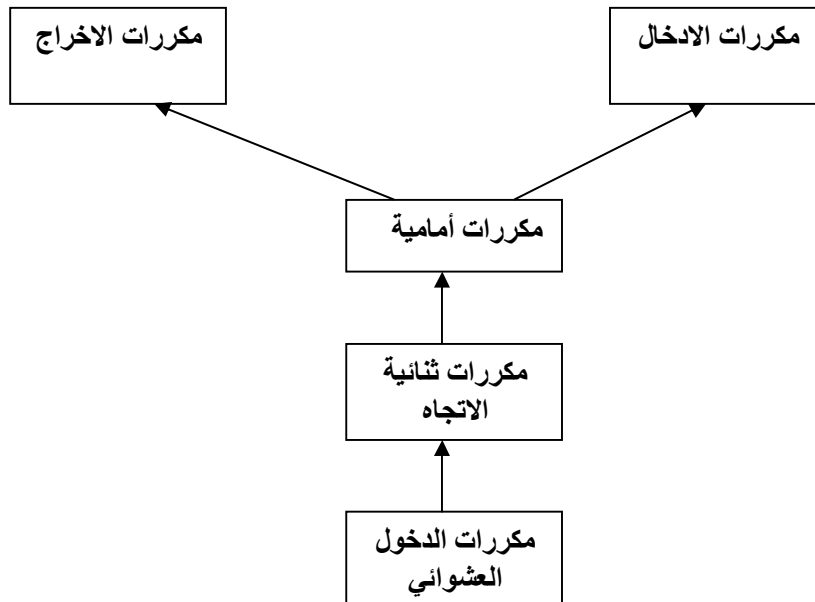 مكررات الادخال
مكررات الاخراج
مكررات أمامية
مكررات ثنائية
الاتجاه
مكررات الدخول
العشوائي